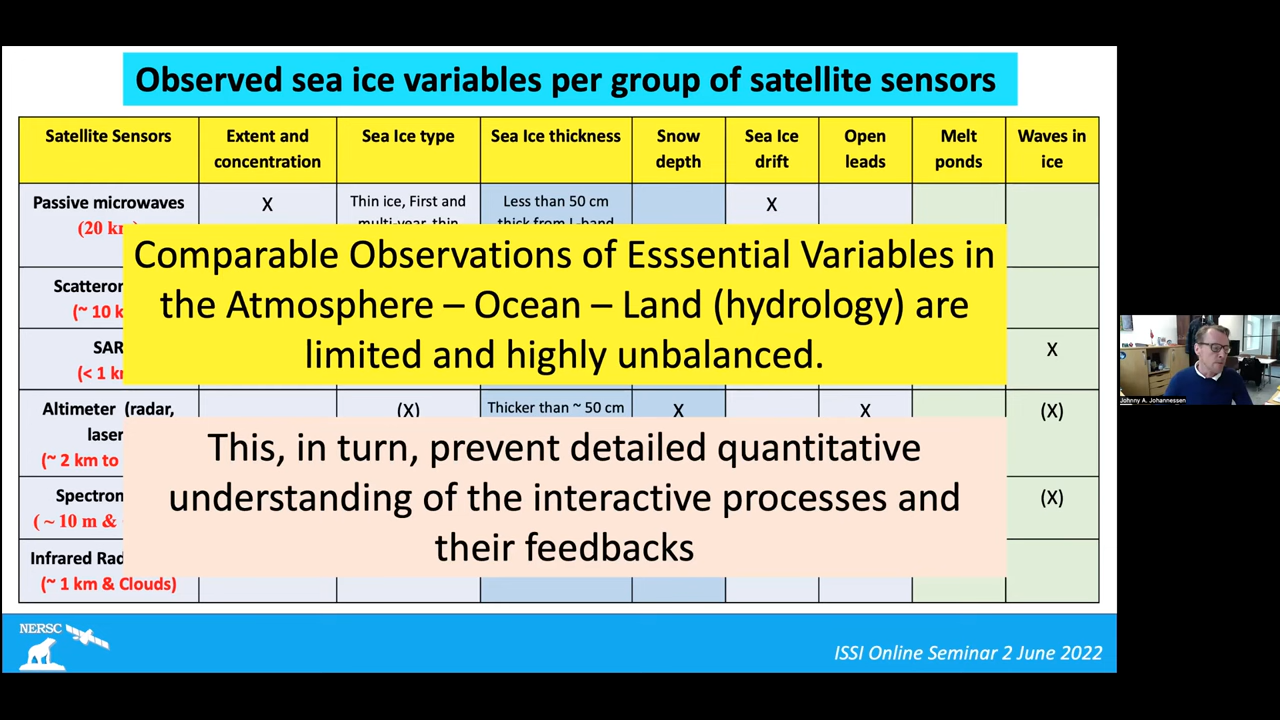 Observed sea ice variables per group of satellite sensors
Satellite Sensors
Extent and
concentration
Sea Ice type
Sea Ice thickness
Snow
depth
Sea Ice
drift
Open
leads
Melt
ponds
Waves in
ice
Passive microwaves
X
Thin ice, First and
Less than 50 cm
X
multi-year, thin
thick from L-band
(20 km
Comparable Observations of Esssential Variables in
the Atmosphere – Ocean – Land (hydrology) are
limited and highly unbalanced.
(~ 10 k
SAR
X
(< 1 km
Altimeter (radar,
(X)
Thicker than ~ 50 cm
X
X
(X)
laser
(~ 2 km to
This, in turn, prevent detailed quantitative
understanding of the interactive processes and
their feedbacks
(X)
( ~ 10 m &
Infrared Rad
(~ 1 km & Clouds)
NERSC
ISSI Online Seminar 2 June 2022
Johnny A. Johannessen